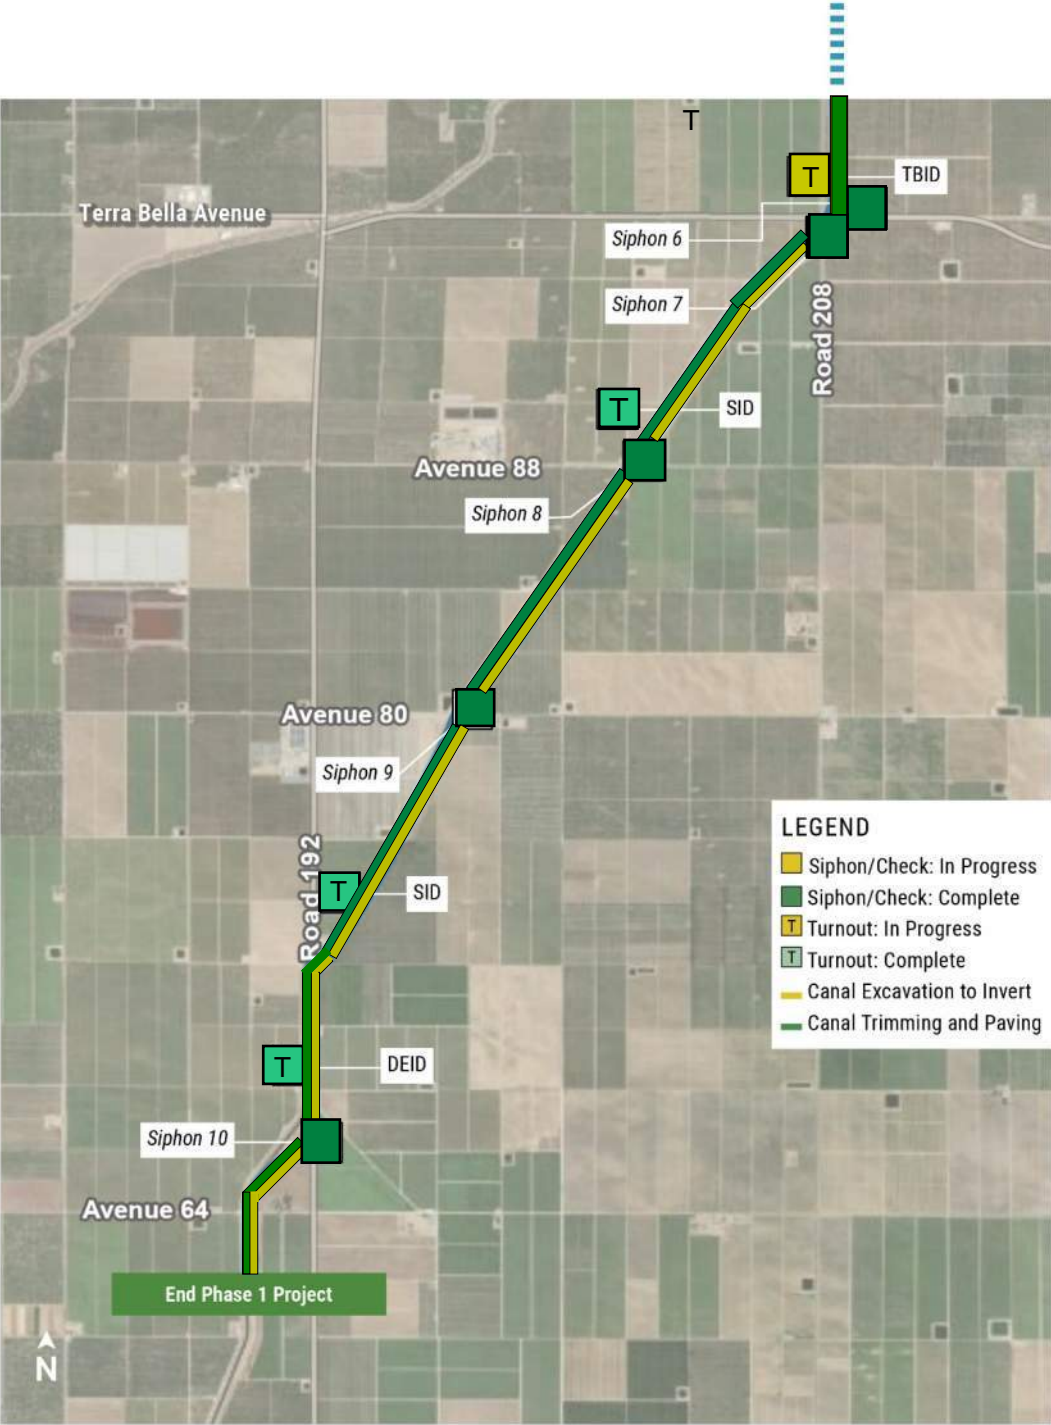 T
T
TBID
Terra Bella Avenue
Siphon 6
Siphon 7
Road 208
T
SID
Avenue 88
Siphon 8
Avenue 80
Siphon 9
LEGEND
Siphon/Check: In Progress
Siphon/Check: Complete
T Turnout: In Progress
T Turnout: Complete
Canal Excavation to Invert
Canal Trimming and Paving
Road 192
T
SID
T
DEID
Siphon 10
Avenue 64
End Phase 1 Project
N